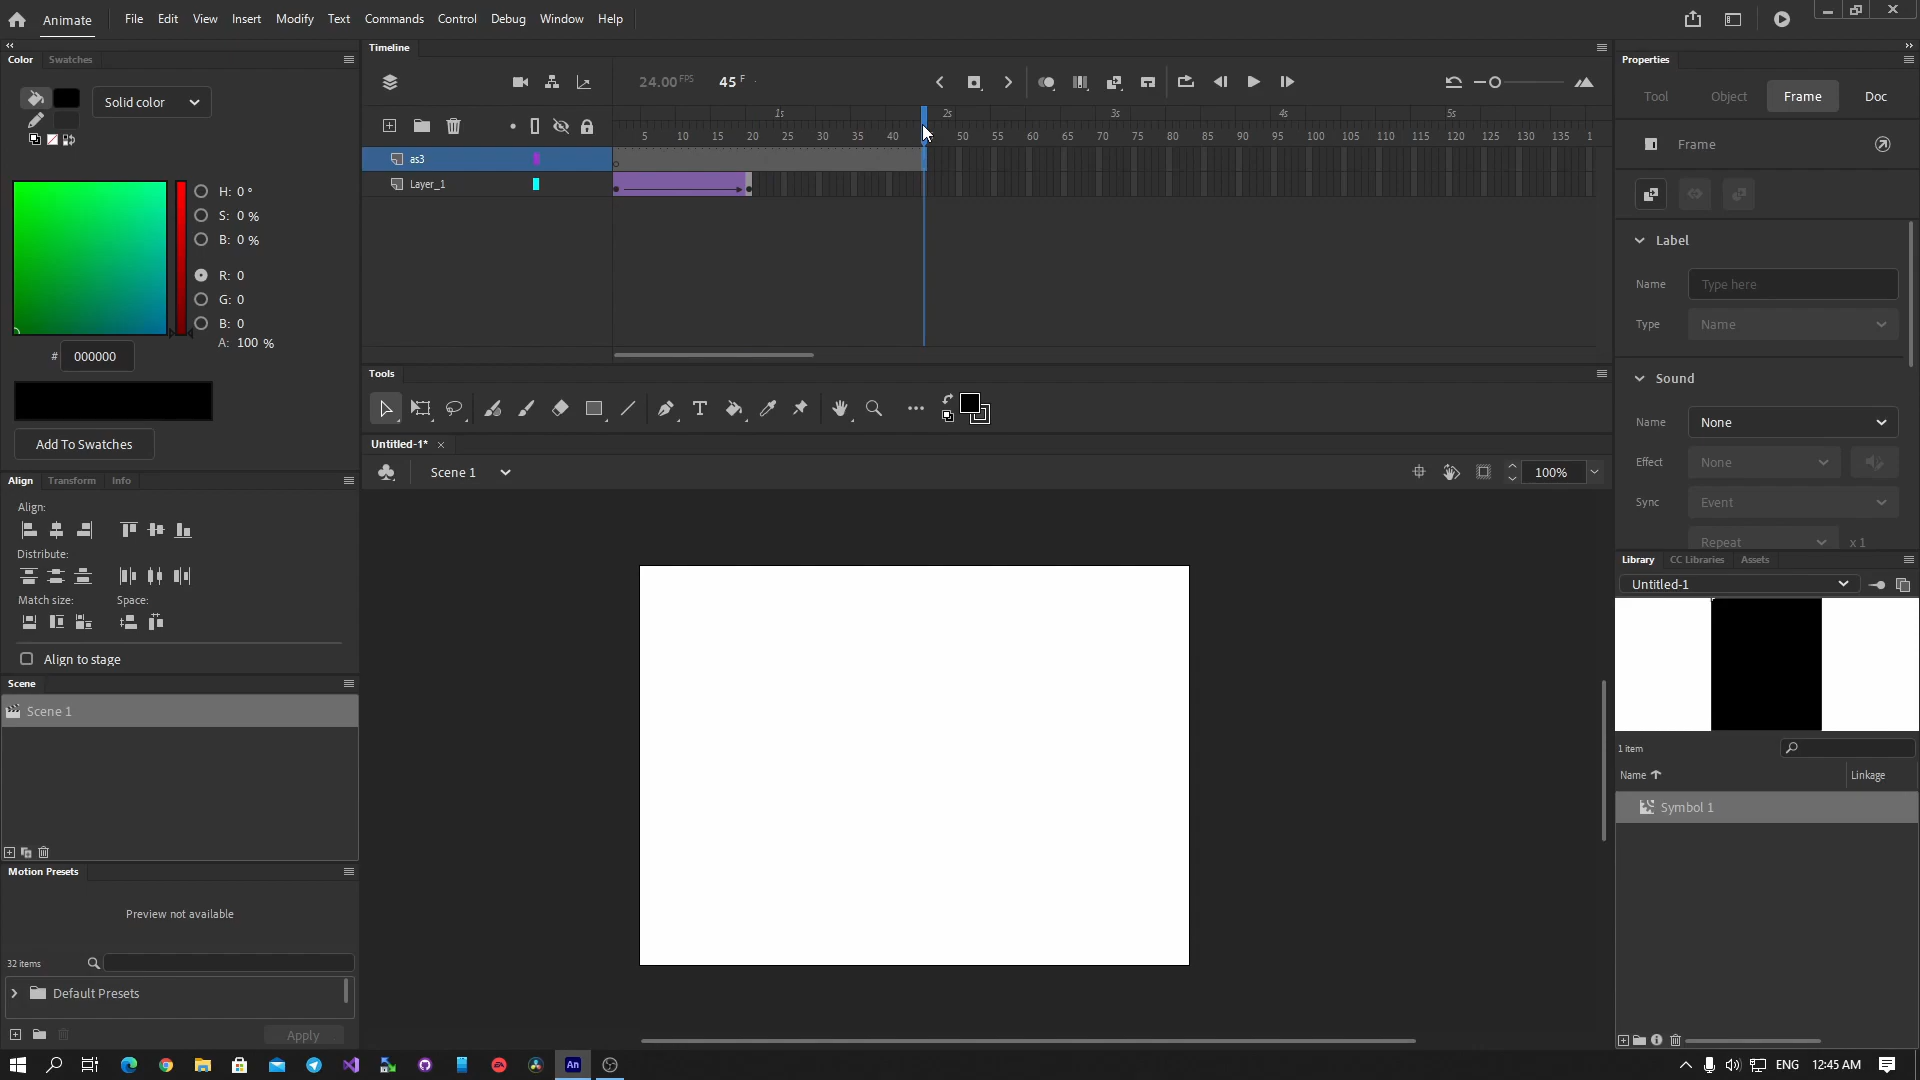 Animate File Edit View Insert Modify Text Commands Control Debug Window Help
Color Swatches
Solid color
H: 0 °
S: 0 %
B: 0 %
R: 0
G: 0
B: 0
A: 100 %
# 000000
Add To Swatches
Align Transform Info
Align:
Distribute:
Match size: Space:
Align to stage
Scene
Scene 1
Motion Presets
Preview not available
32 items
Default Presets
Apply
Timeline
24.00 FPS 45 F
1s 2s 3s 4s 5s
5 10 15 20 25 30 35 40 50 55 60 65 70 75 80 85 90 95 100 105 110 115 120 125 130 135 1
as3
Layer_1
Tools
Untitled-1*
Scene 1
100%
Properties
Tool Object Frame Doc
Frame
Label
Name Type here
Type Name
Sound
Name None
Effect None
Sync Event
Repeat x 1
Library CC Libraries Assets
Untitled-1
1 item
Name Linkage
Symbol 1
An ENG 12:45 AM